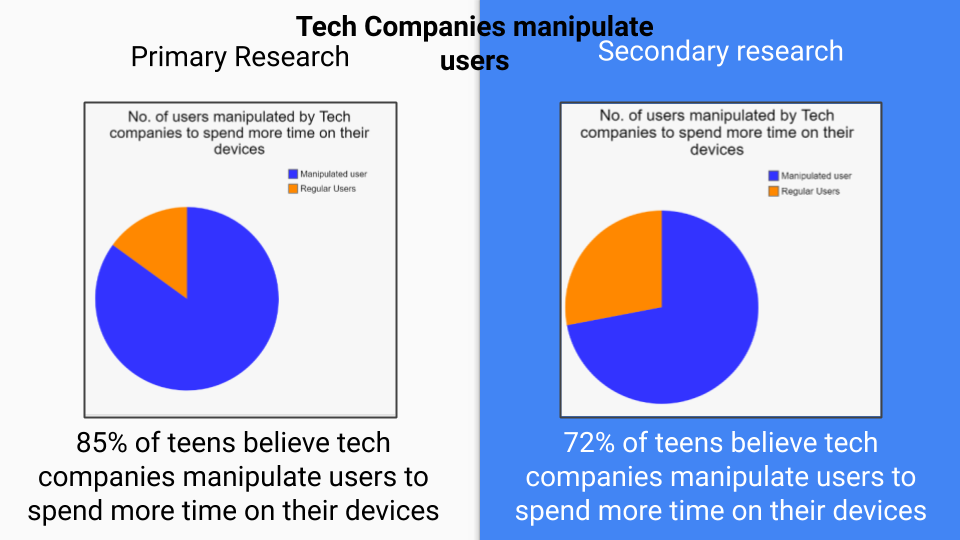 Tech Companies manipulate
users
Primary Research
No. of users manipulated by Tech
companies to spend more time on their
devices
Manipulated user
Regular Users
85% of teens believe tech
companies manipulate users to
spend more time on their devices
Secondary research
No. of users manipulated by Tech
companies to spend more time on their
devices
Manipulated user
Regular Users
72% of teens believe tech
companies manipulate users to
spend more time on their devices